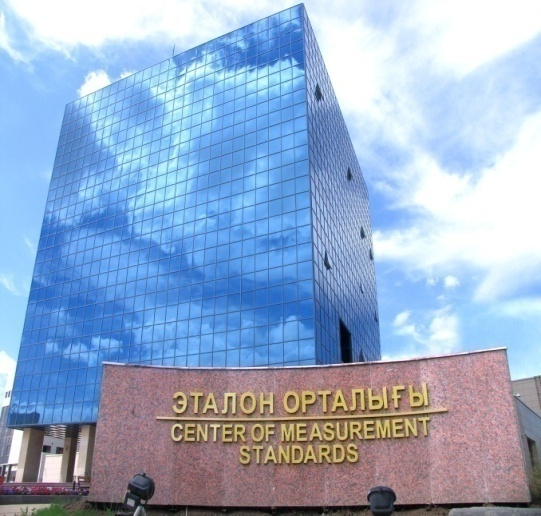 ЭТАЛОН ОРТАЛЫҒЫ
CENTER OF MEASUREMENT
STANDARDS